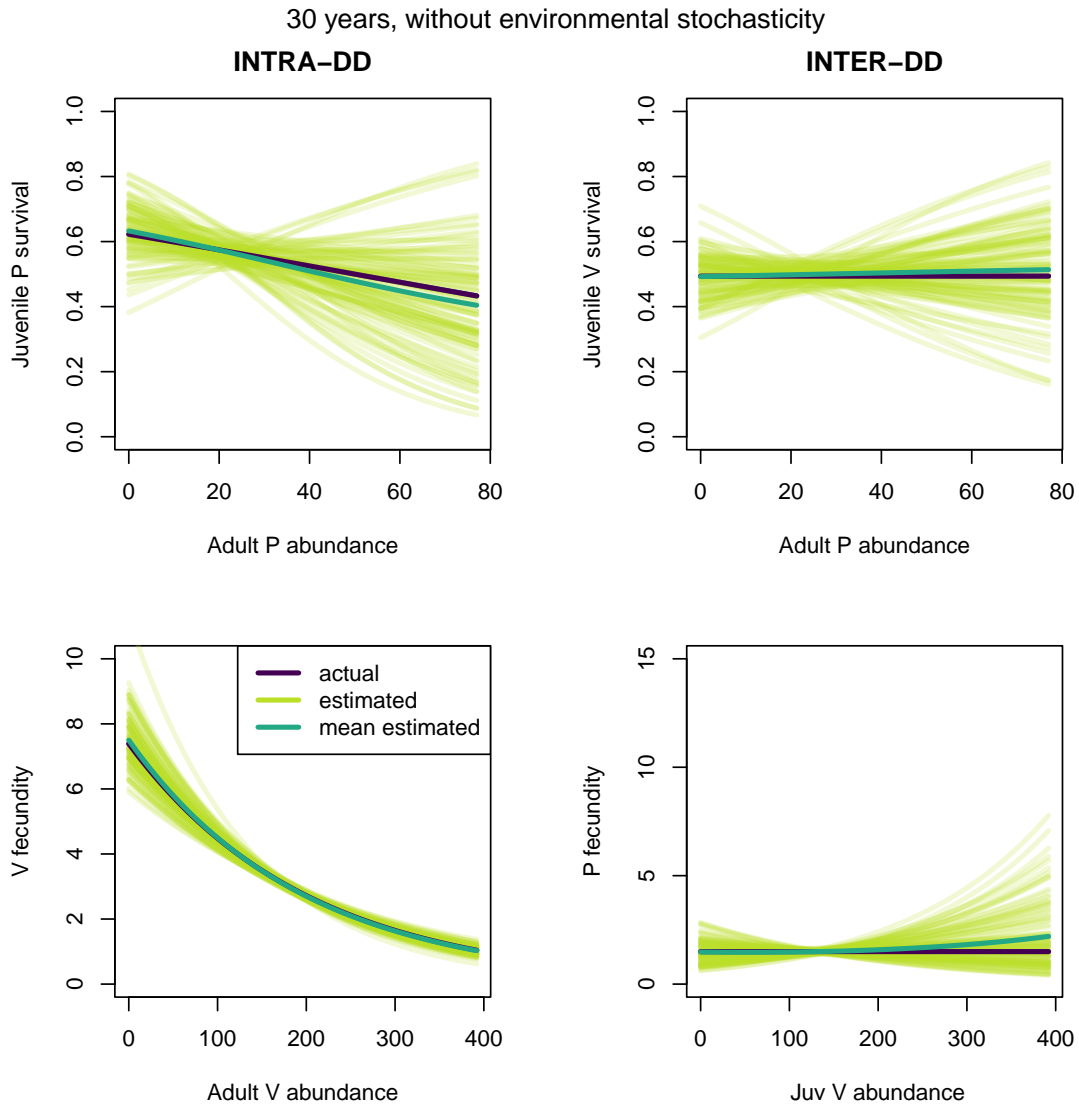 30 years, without environmental stochasticity
INTRA−DD
INTER−DD
Juvenile P survival
0.0 0.2 0.4 0.6 0.8 1.0
0 20 40 60 80
Adult P abundance
Juvenile V survival
0.0 0.2 0.4 0.6 0.8 1.0
0 20 40 60 80
Adult P abundance
V fecundity
0 2 4 6 8 10
actual
estimated
mean estimated
0 100 200 300 400
Adult V abundance
P fecundity
0 5 10 15
0 100 200 300 400
Juv V abundance